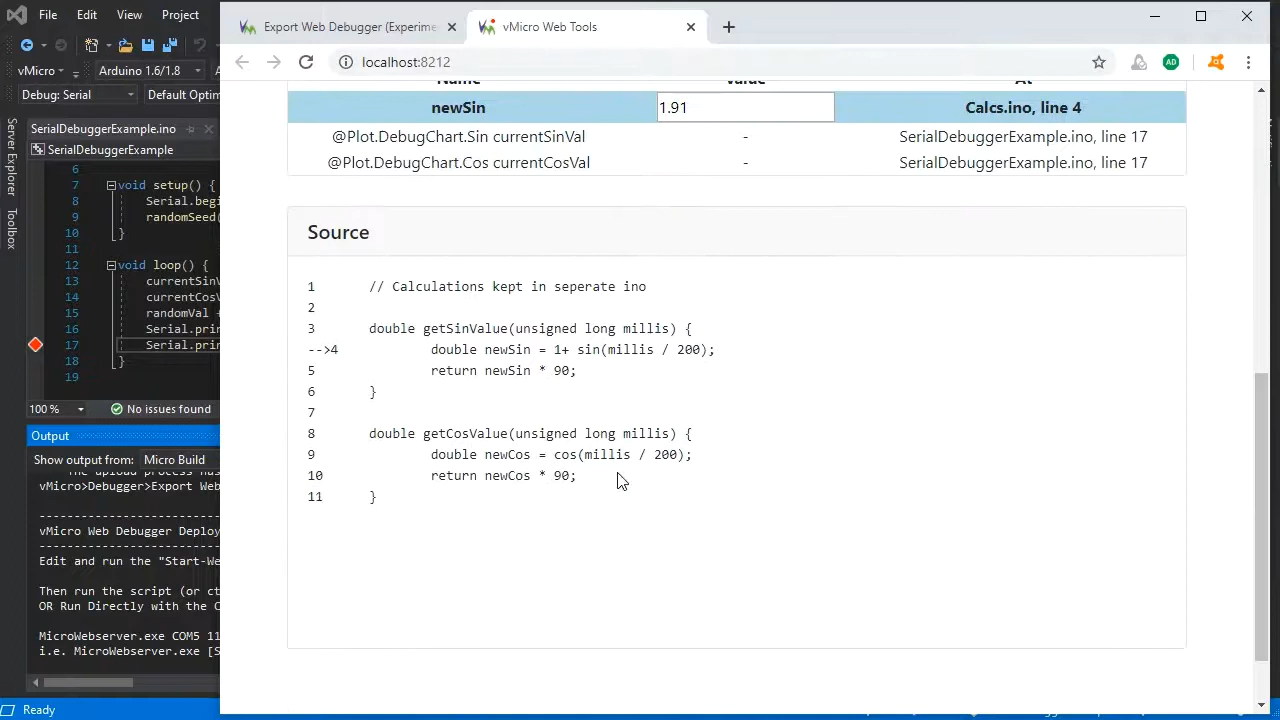 File Edit View Project
vMicro Arduino 1.6/1.8
Debug: Serial Default Optim
SerialDebuggerExample.ino
SerialDebuggerExample
Server Explorer
Toolbox
6
7 void setup() {
8 Serial.begi
9 randomSeed(
10 }
11
12 void loop() {
13 currentSinV
14 currentCosV
15 randomVal +
16 Serial.prin
17 Serial.prin
18 }
19
100 % No issues found
Output
Show output from: Micro Build
vMicro>Debugger>Export Web
----------------------------
vMicro Web Debugger Deploy
----------------------------
Edit and run the "Start-We
Then run the script (or ct
OR Run Directly with the C
MicroWebserver.exe COM5 11
i.e. MicroWebserver.exe [S
Ready
Export Web Debugger (Experime
vMicro Web Tools
localhost:8212
AD
Name Value At
newSin 1.91 Calcs.ino, line 4
@Plot.DebugChart.Sin currentSinVal - SerialDebuggerExample.ino, line 17
@Plot.DebugChart.Cos currentCosVal - SerialDebuggerExample.ino, line 17
Source
1 // Calculations kept in seperate ino
2
3 double getSinValue(unsigned long millis) {
-->4 double newSin = 1+ sin(millis / 200);
5 return newSin * 90;
6 }
7
8 double getCosValue(unsigned long millis) {
9 double newCos = cos(millis / 200);
10 return newCos * 90;
11 }